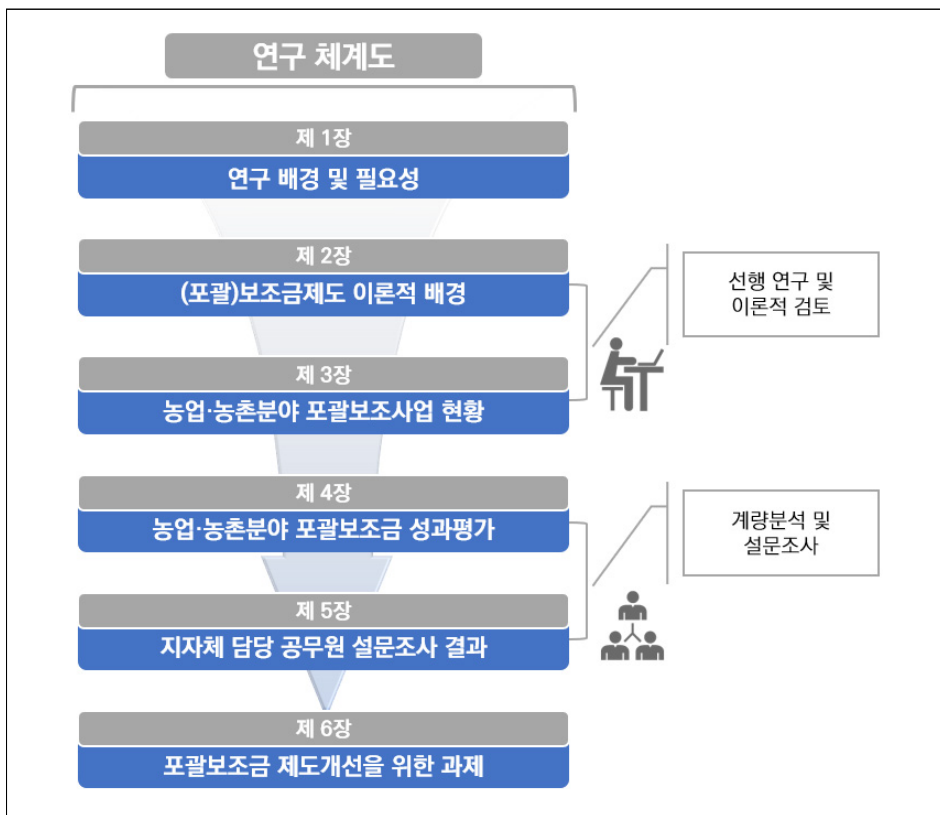 연구 체계도
제 1장
연구 배경 및 필요성
제 2장
(포괄)보조금제도 이론적 배경
선행 연구 및
이론적 검토
제 3장
농업·농촌분야 포괄보조사업 현황
제 4장
농업·농촌분야 포괄보조금 성과평가
계량분석 및
설문조사
제 5장
지자체 담당 공무원 설문조사 결과
제 6장
포괄보조금 제도개선을 위한 과제